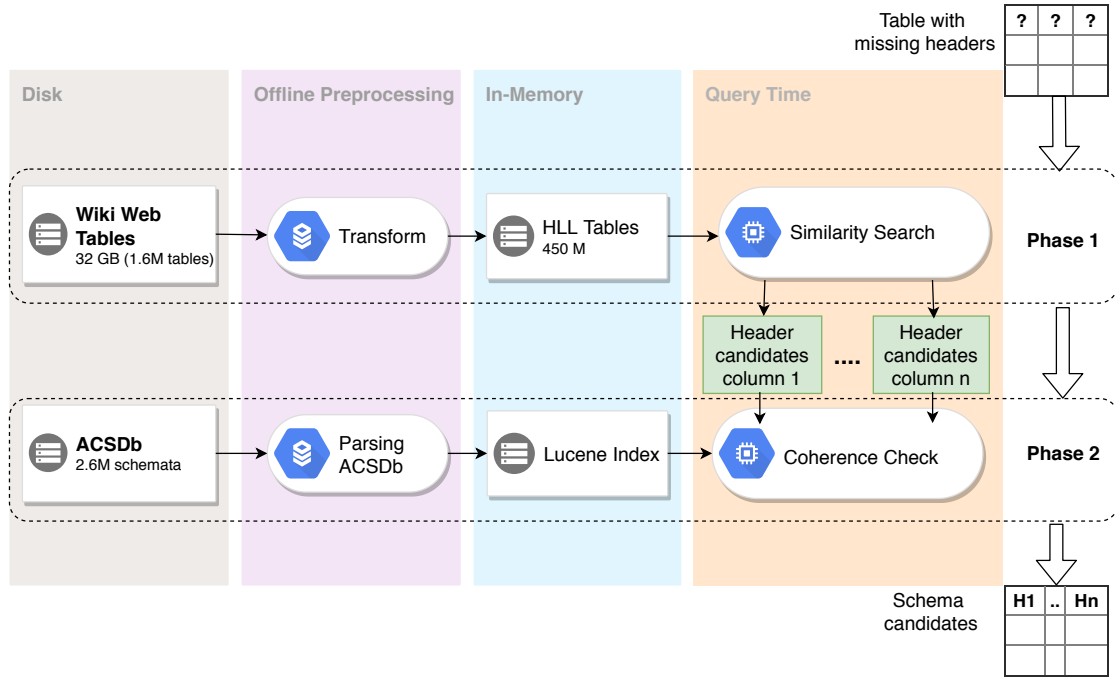 Table with
missing headers
? ? ?
Disk
Offline Preprocessing
In-Memory
Query Time
Wiki Web
Tables
32 GB (1.6M tables)
Transform
HLL Tables
450 M
Similarity Search
Phase 1
Header
candidates
column 1
....
Header
candidates
column n
ACSDb
2.6M schemata
Parsing
ACSDb
Lucene Index
Coherence Check
Phase 2
Schema
candidates
H1 .. Hn